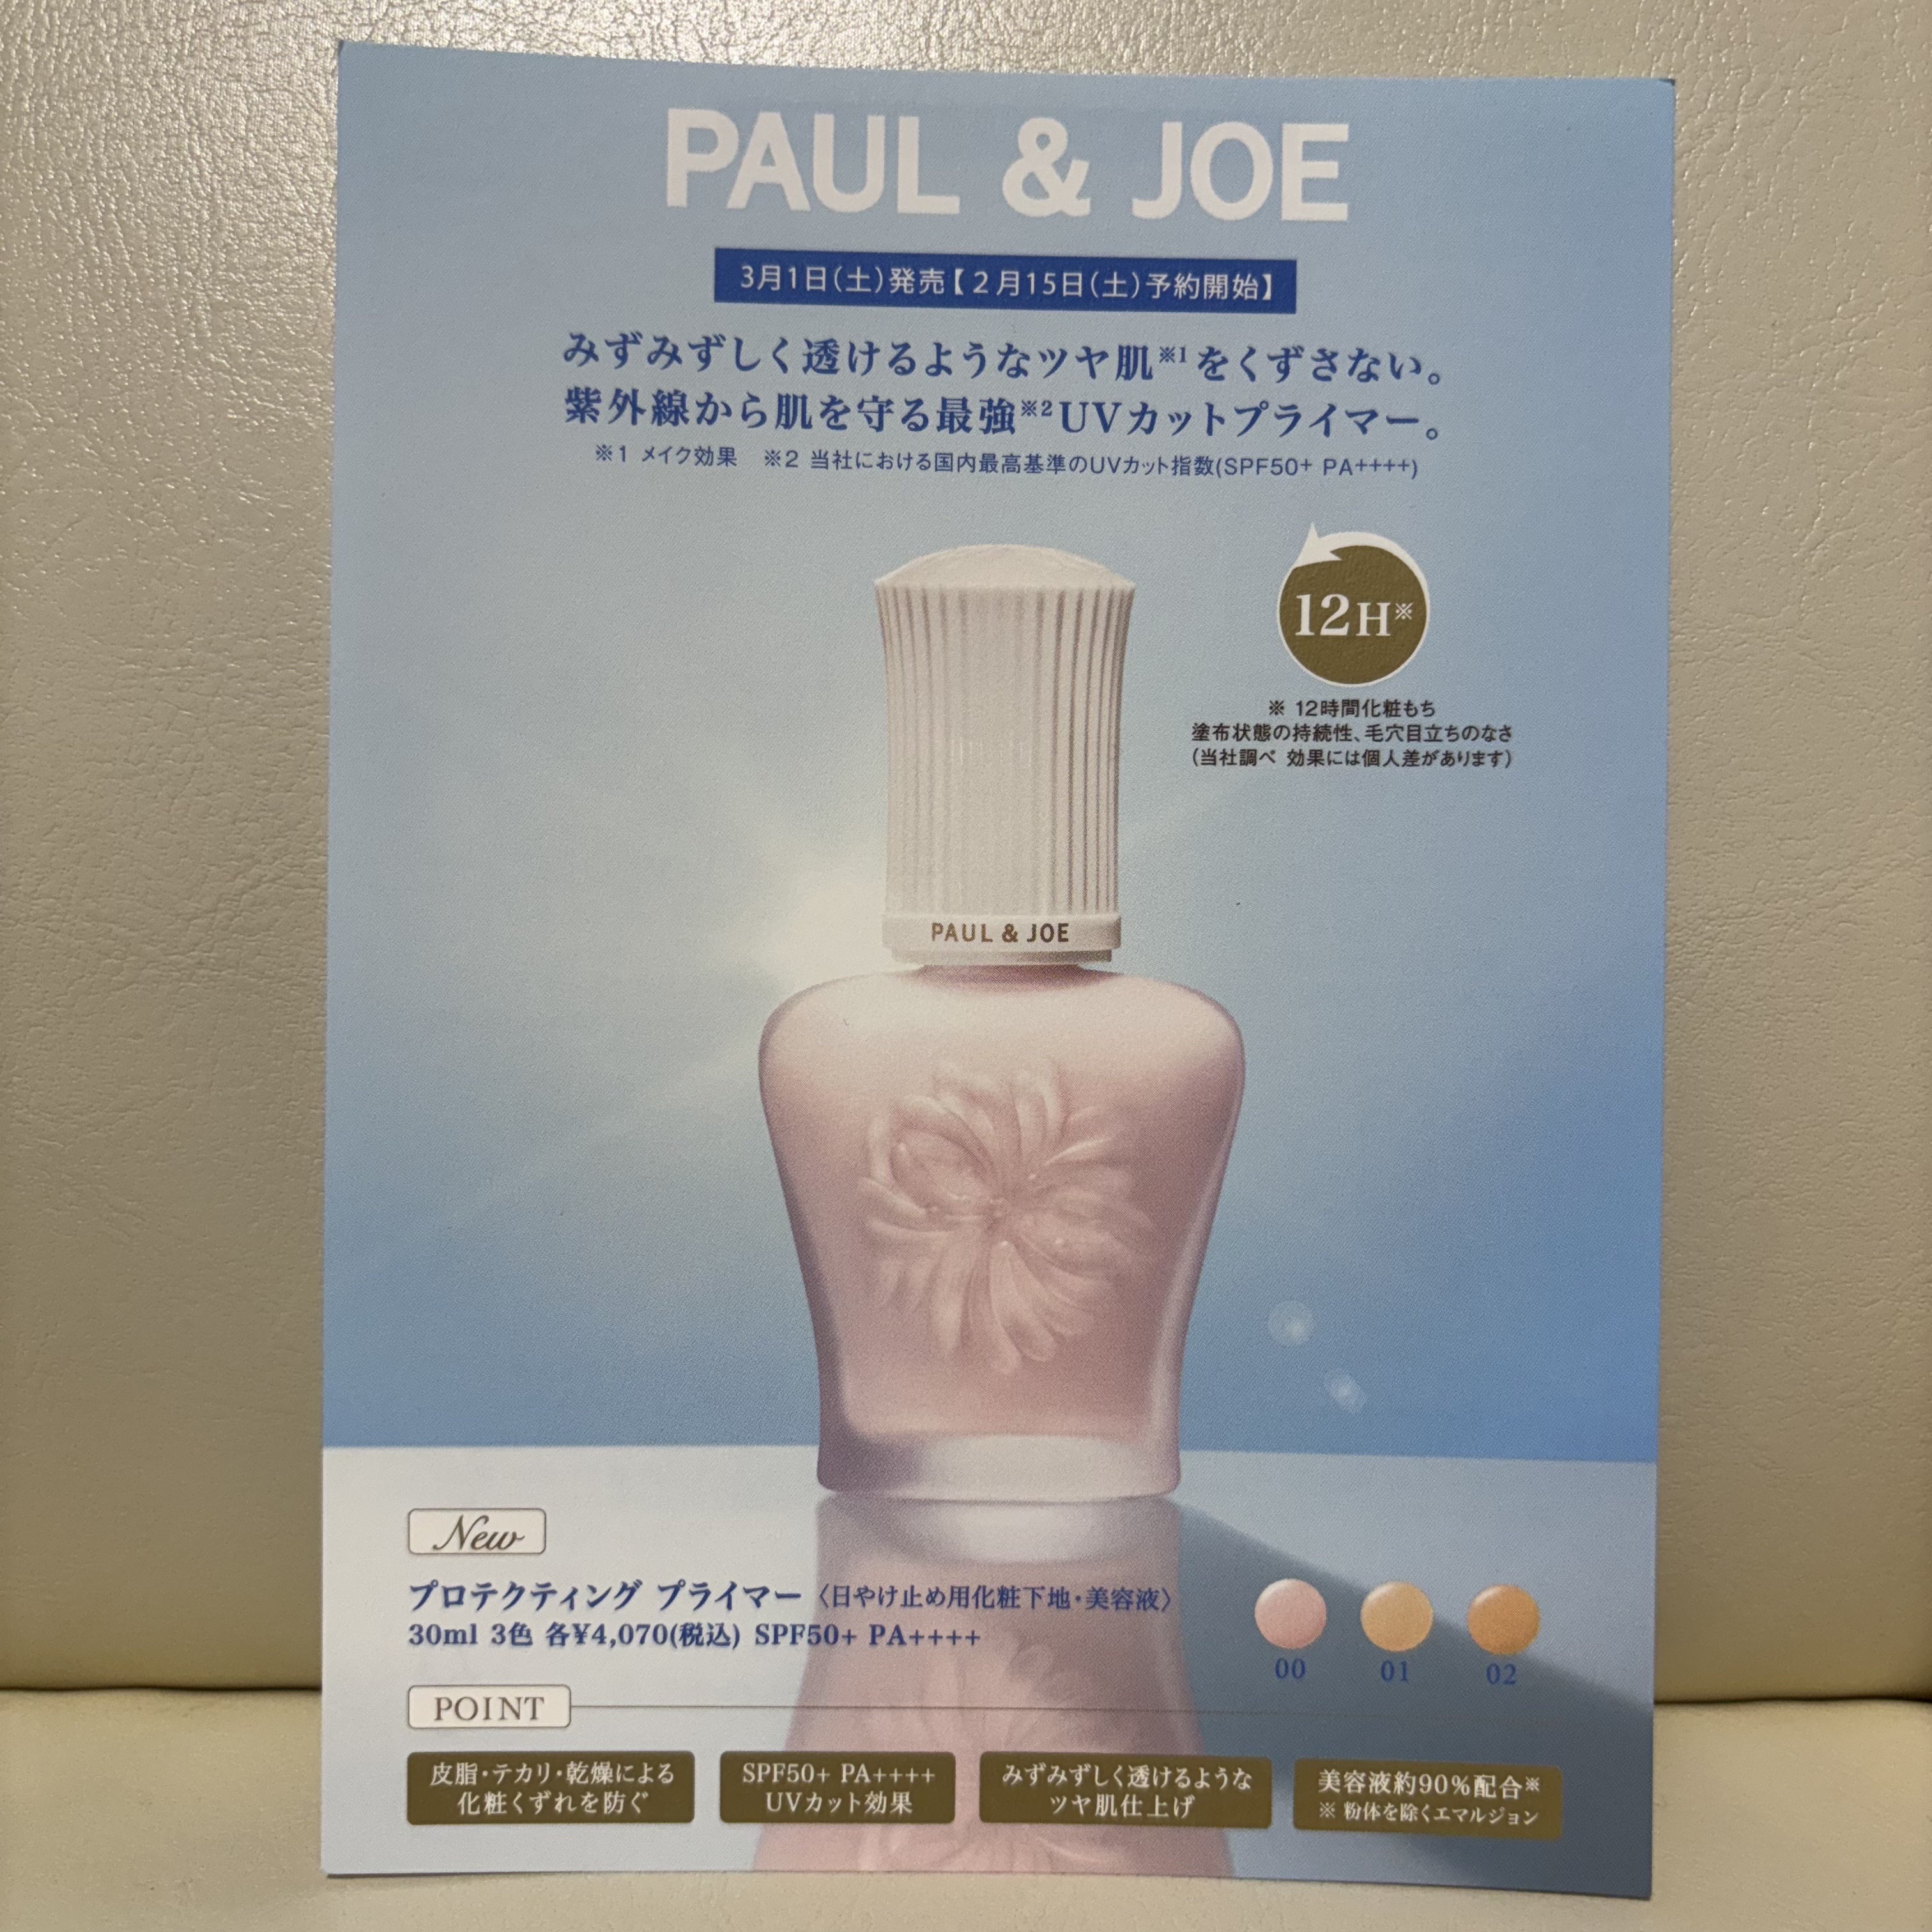 PAUL & JOE
3月1日(土)発売【2月15日(土)予約開始】
みずみずしく透けるようなツヤ肌※1をくずさない。
紫外線から肌を守る最強※2UVカットプライマー。
※1 メイク効果 ※2 当社における国内最高基準のUVカット指数(SPF50+ PA++++)
12H※
※ 12時間化粧もち
塗布状態の持続性、毛穴目立ちのなさ
(当社調べ 効果には個人差があります)
PAUL & JOE
New
プロテクティング プライマー〈日やけ止め用化粧下地・美容液〉
30ml 3色 各¥4,070(税込) SPF50+ PA++++
00 01 02
POINT
皮脂・テカリ・乾燥による
化粧くずれを防ぐ
SPF50+ PA++++
UVカット効果
みずみずしく透けるような
ツヤ肌仕上げ
美容液約90%配合※
※ 粉体を除くエマルジョン